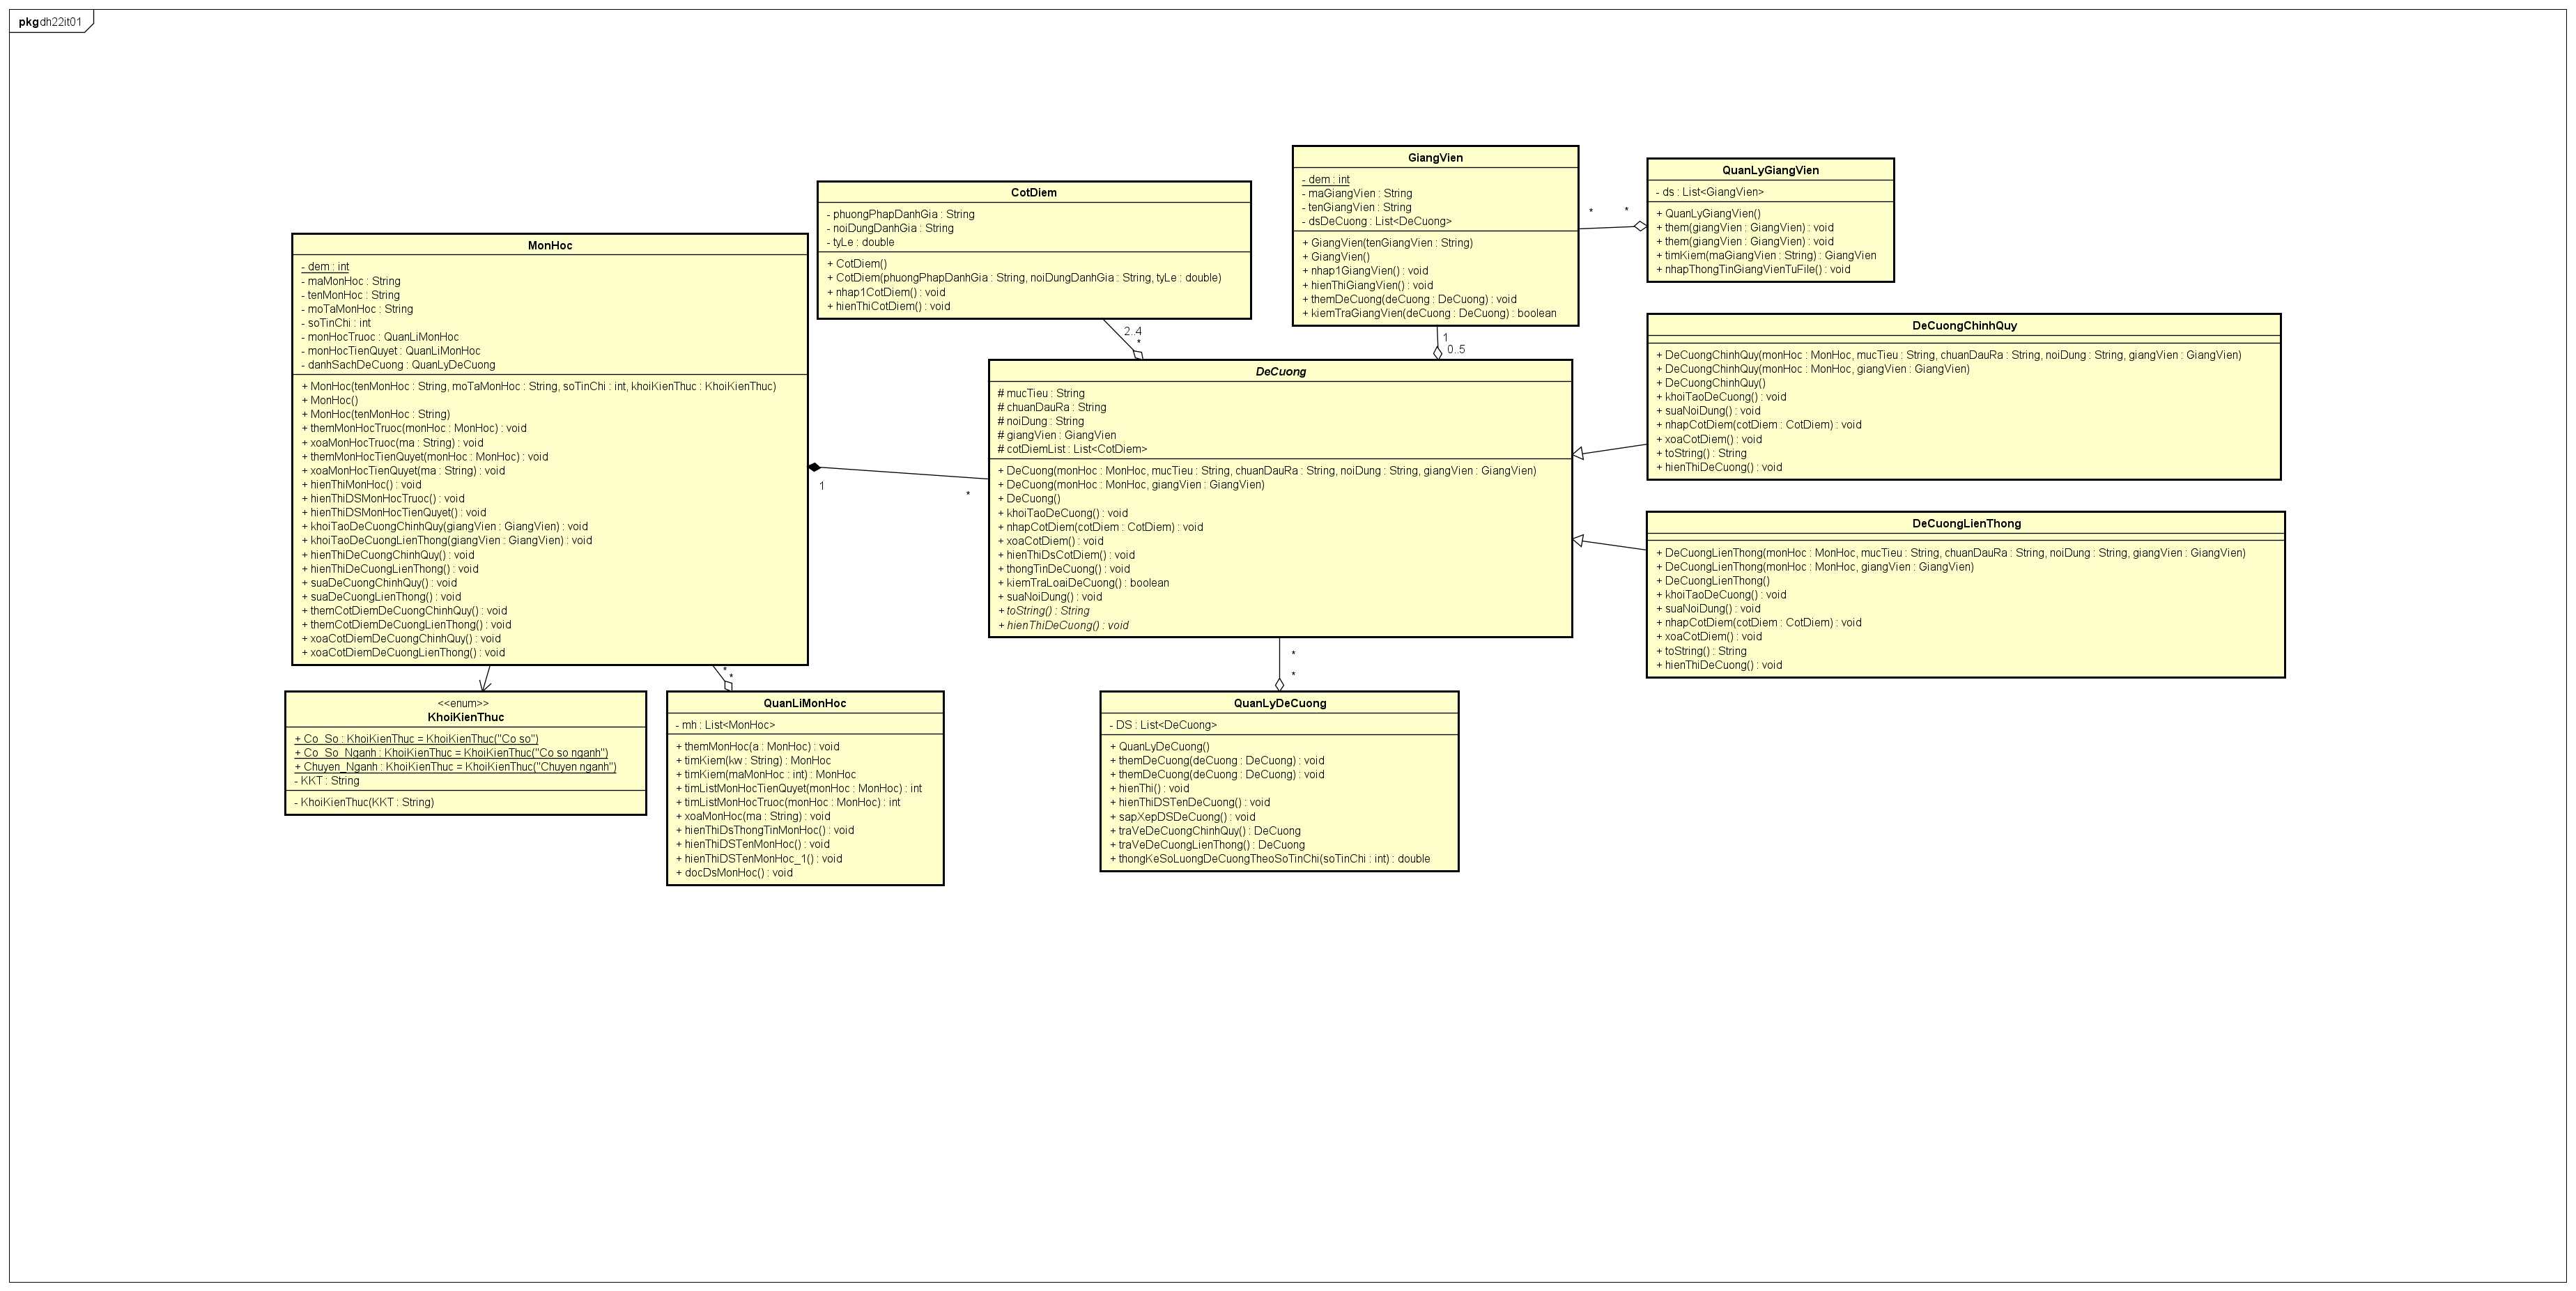 pkg dh22it01
MonHoc
- dem : int
- maMonHoc : String
- tenMonHoc : String
- moTaMonHoc : String
- soTinChi : int
- monHocTruoc : QuanLiMonHoc
- monHocTienQuyet : QuanLiMonHoc
- danhSachDeCuong : QuanLyDeCuong
+ MonHoc(tenMonHoc : String, moTaMonHoc : String, soTinChi : int, khoiKienThuc : KhoiKienThuc)
+ MonHoc()
+ MonHoc(tenMonHoc : String)
+ themMonHocTruoc(monHoc : MonHoc) : void
+ xoaMonHocTruoc(ma : String) : void
+ themMonHocTienQuyet(monHoc : MonHoc) : void
+ xoaMonHocTienQuyet(ma : String) : void
+ hienThiMonHoc() : void
+ hienThiDSMonHocTruoc() : void
+ hienThiDSMonHocTienQuyet() : void
+ khoiTaoDeCuongChinhQuy(giangVien : GiangVien) : void
+ khoiTaoDeCuongLienThong(giangVien : GiangVien) : void
+ hienThiDeCuongChinhQuy() : void
+ hienThiDeCuongLienThong() : void
+ suaDeCuongChinhQuy() : void
+ suaDeCuongLienThong() : void
+ themCotDiemDeCuongChinhQuy() : void
+ themCotDiemDeCuongLienThong() : void
+ xoaCotDiemDeCuongChinhQuy() : void
+ xoaCotDiemDeCuongLienThong() : void
CotDiem
- phuongPhapDanhGia : String
- noiDungDanhGia : String
- tyLe : double
+ CotDiem()
+ CotDiem(phuongPhapDanhGia : String, noiDungDanhGia : String, tyLe : double)
+ nhap1CotDiem() : void
+ hienThiCotDiem() : void
2..4
*
GiangVien
- dem : int
- maGiangVien : String
- tenGiangVien : String
- dsDeCuong : List<DeCuong>
+ GiangVien(tenGiangVien : String)
+ GiangVien()
+ nhap1GiangVien() : void
+ hienThiGiangVien() : void
+ themDeCuong(deCuong : DeCuong) : void
+ kiemTraGiangVien(deCuong : DeCuong) : boolean
1
0..5
* *
QuanLyGiangVien
- ds : List<GiangVien>
+ QuanLyGiangVien()
+ them(giangVien : GiangVien) : void
+ them(giangVien : GiangVien) : void
+ timKiem(maGiangVien : String) : GiangVien
+ nhapThongTinGiangVienTuFile() : void
DeCuong
# mucTieu : String
# chuanDauRa : String
# noiDung : String
# giangVien : GiangVien
# cotDiemList : List<CotDiem>
+ DeCuong(monHoc : MonHoc, mucTieu : String, chuanDauRa : String, noiDung : String, giangVien : GiangVien)
+ DeCuong(monHoc : MonHoc, giangVien : GiangVien)
+ DeCuong()
+ khoiTaoDeCuong() : void
+ nhapCotDiem(cotDiem : CotDiem) : void
+ xoaCotDiem() : void
+ hienThiDsCotDiem() : void
+ thongTinDeCuong() : void
+ kiemTraLoaiDeCuong() : boolean
+ suaNoiDung() : void
+ toString() : String
+ hienThiDeCuong() : void
1
*
DeCuongChinhQuy
+ DeCuongChinhQuy(monHoc : MonHoc, mucTieu : String, chuanDauRa : String, noiDung : String, giangVien : GiangVien)
+ DeCuongChinhQuy(monHoc : MonHoc, giangVien : GiangVien)
+ DeCuongChinhQuy()
+ khoiTaoDeCuong() : void
+ suaNoiDung() : void
+ nhapCotDiem(cotDiem : CotDiem) : void
+ xoaCotDiem() : void
+ toString() : String
+ hienThiDeCuong() : void
DeCuongLienThong
+ DeCuongLienThong(monHoc : MonHoc, mucTieu : String, chuanDauRa : String, noiDung : String, giangVien : GiangVien)
+ DeCuongLienThong(monHoc : MonHoc, giangVien : GiangVien)
+ DeCuongLienThong()
+ khoiTaoDeCuong() : void
+ suaNoiDung() : void
+ nhapCotDiem(cotDiem : CotDiem) : void
+ xoaCotDiem() : void
+ toString() : String
+ hienThiDeCuong() : void
<<enum>>
KhoiKienThuc
+ Co_So : KhoiKienThuc = KhoiKienThuc("Co so")
+ Co_So_Nganh : KhoiKienThuc = KhoiKienThuc("Co so nganh")
+ Chuyen_Nganh : KhoiKienThuc = KhoiKienThuc("Chuyen nganh")
- KKT : String
- KhoiKienThuc(KKT : String)
*
*
QuanLiMonHoc
- mh : List<MonHoc>
+ themMonHoc(a : MonHoc) : void
+ timKiem(kw : String) : MonHoc
+ timKiem(maMonHoc : int) : MonHoc
+ timListMonHocTienQuyet(monHoc : MonHoc) : int
+ timListMonHocTruoc(monHoc : MonHoc) : int
+ xoaMonHoc(ma : String) : void
+ hienThiDsThongTinMonHoc() : void
+ hienThiDSTenMonHoc() : void
+ hienThiDSTenMonHoc_1() : void
+ docDsMonHoc() : void
*
*
QuanLyDeCuong
- DS : List<DeCuong>
+ QuanLyDeCuong()
+ themDeCuong(deCuong : DeCuong) : void
+ themDeCuong(deCuong : DeCuong) : void
+ hienThi() : void
+ hienThiDSTenDeCuong() : void
+ sapXepDSDeCuong() : void
+ traVeDeCuongChinhQuy() : DeCuong
+ traVeDeCuongLienThong() : DeCuong
+ thongKeSoLuongDeCuongTheoSoTinChi(soTinChi : int) : double